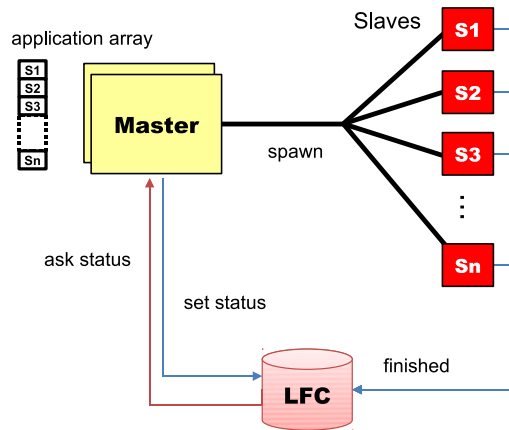 application array
S1
S2
S3
Sn
Master
spawn
Slaves
S1
S2
S3
...
Sn
ask status
set status
finished
LFC